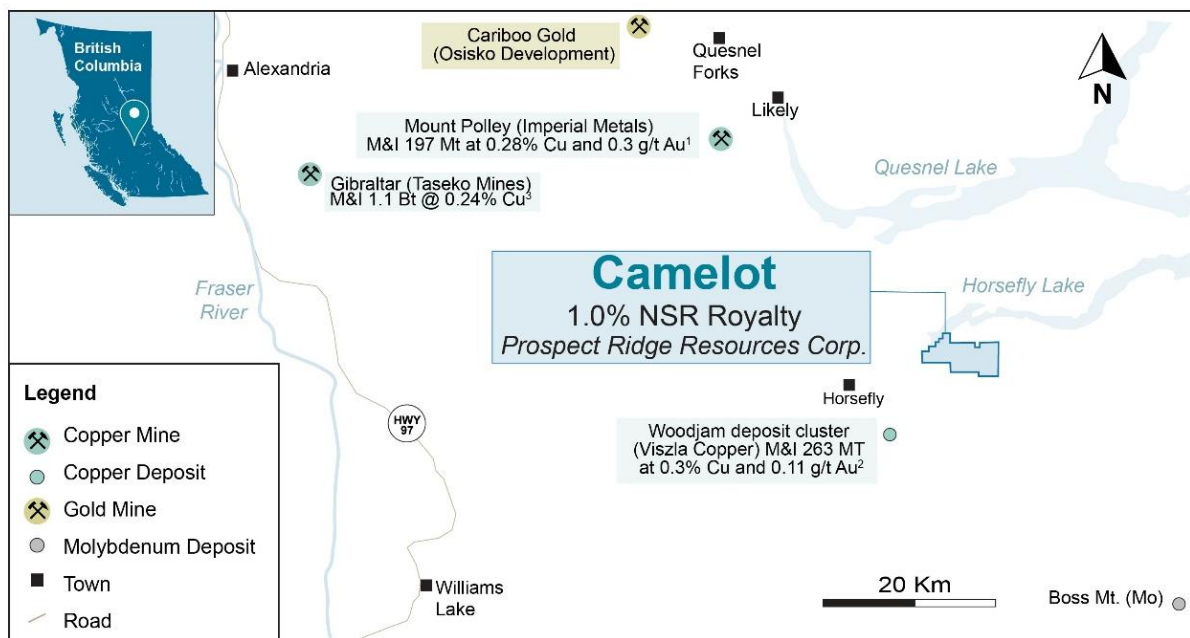 British
Columbia
Alexandria
Cariboo Gold
(Osisko Development)
Quesnel
Forks
Likely
N
Mount Polley (Imperial Metals)
M&I 197 Mt at 0.28% Cu and 0.3 g/t Au¹
Gibraltar (Taseko Mines)
M&I 1.1 Bt @ 0.24% Cu³
Quesnel Lake
Camelot
1.0% NSR Royalty
Prospect Ridge Resources Corp.
Horsefly Lake
Fraser
River
Horsefly
Woodjam deposit cluster
(Viszla Copper) M&I 263 MT
at 0.3% Cu and 0.11 g/t Au²
HWY
97
Williams
Lake
20 Km
Boss Mt. (Mo)
Legend
Copper Mine
Copper Deposit
Gold Mine
Molybdenum Deposit
Town
Road